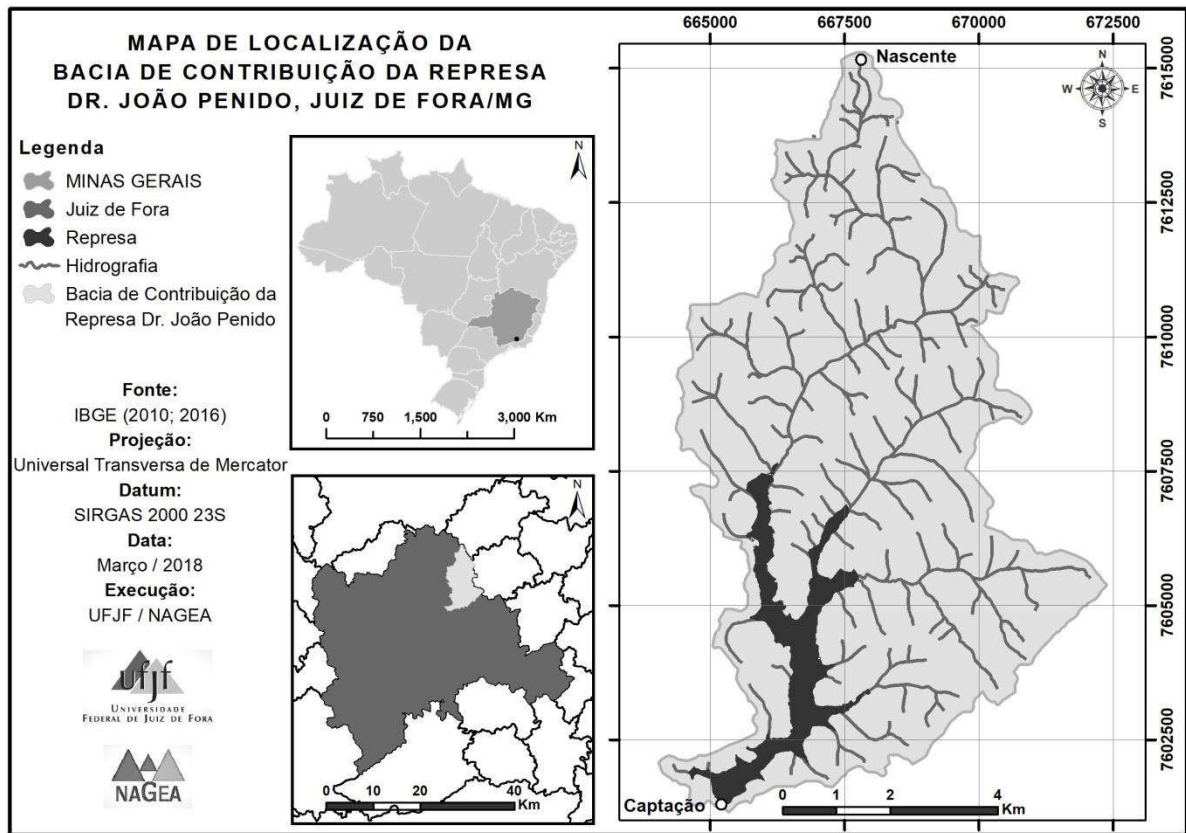 MAPA DE LOCALIZAÇÃO DA
BACIA DE CONTRIBUIÇÃO DA REPRESA
DR. JOÃO PENIDO, JUIZ DE FORA/MG
Legenda
MINAS GERAIS
Juiz de Fora
Represa
Hidrografia
Bacia de Contribuição da
Represa Dr. João Penido
Fonte:
IBGE (2010; 2016)
Projeção:
Universal Transversa de Mercator
Datum:
SIRGAS 2000 23S
Data:
Março / 2018
Execução:
UFJF / NAGEA
ufjf
UNIVERSIDADE
FEDERAL DE JUIZ DE FORA
NAGEA
N
0 750 1,500 3,000 Km
N
0 10 20 40
Km
665000 667500 670000 672500
Nascente
N
W E
S
7615000
7612500
7610000
7607500
7605000
7602500
Captação
0 1 2 4
Km